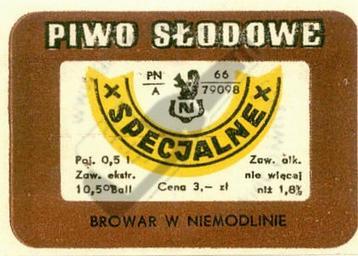 PIWO SŁODOWE
PN 66
A 79098
N
× SPECJALNE ×
Poj. 0,5 l
Zaw. ekstr.
10,5° Ball
Cena 3,– zł
Zaw. alk.
nie więcej
niż 1,8%
BROWAR W NIEMODLINIE